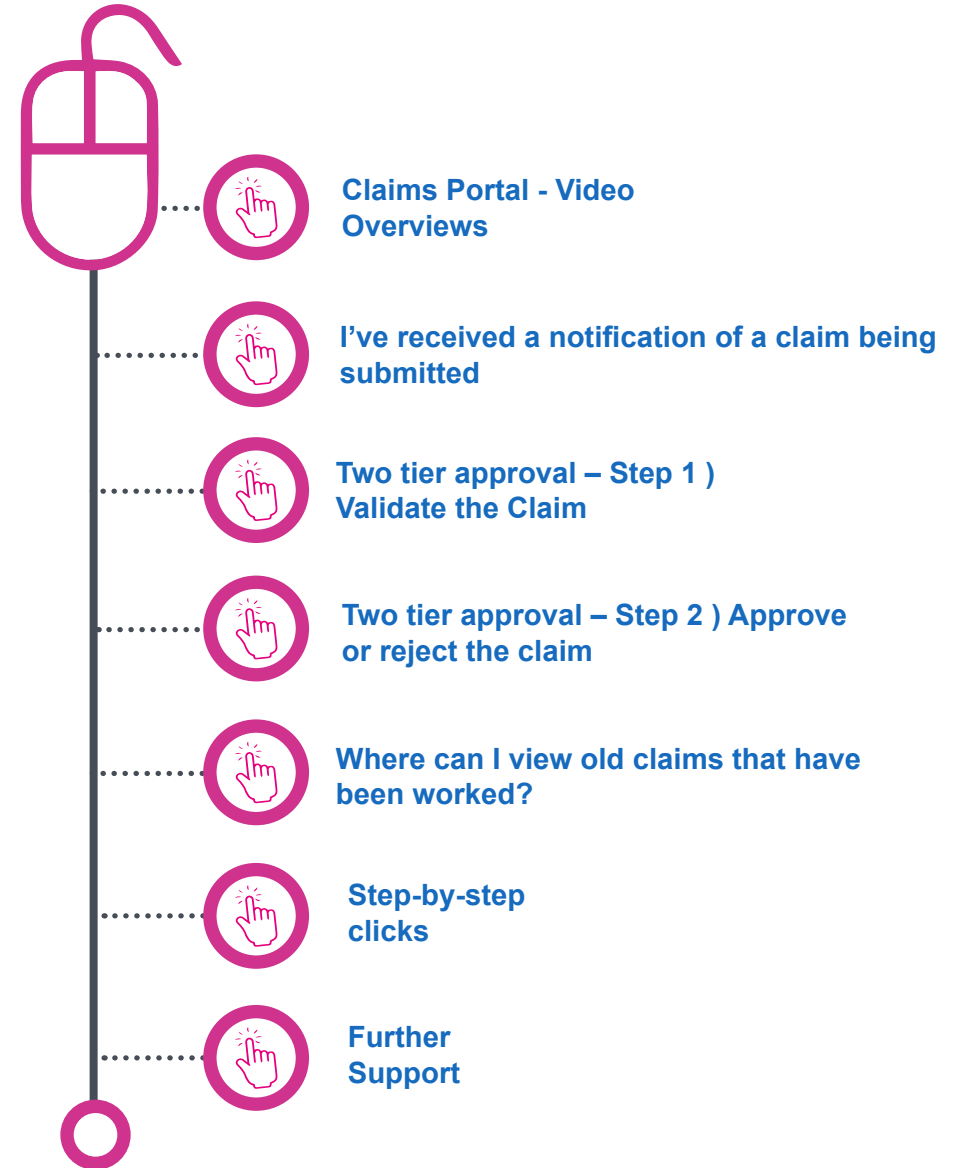 Claims Portal - Video
Overviews
I’ve received a notification of a claim being
submitted
Two tier approval – Step 1 )
Validate the Claim
Two tier approval – Step 2 ) Approve
or reject the claim
Where can I view old claims that have
been worked?
Step-by-step
clicks
Further
Support